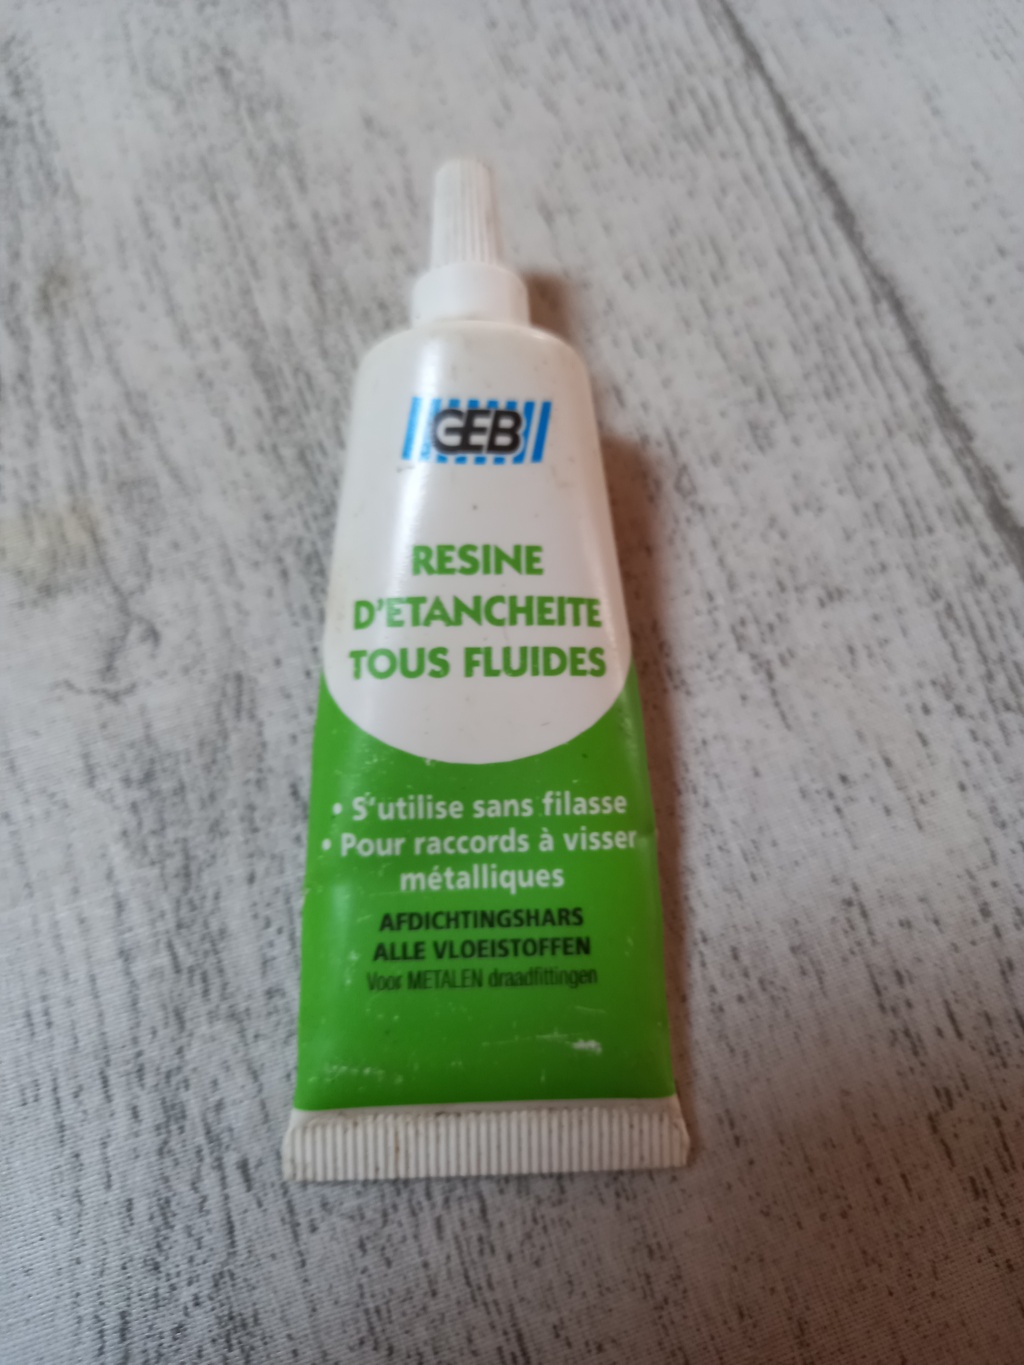 GEB
RESINE
D'ETANCHEITE
TOUS FLUIDES
• S'utilise sans filasse
• Pour raccords à visser
métalliques
AFDICHTINGSHARS
ALLE VLOEISTOFFEN
Voor METALEN draadfittingen